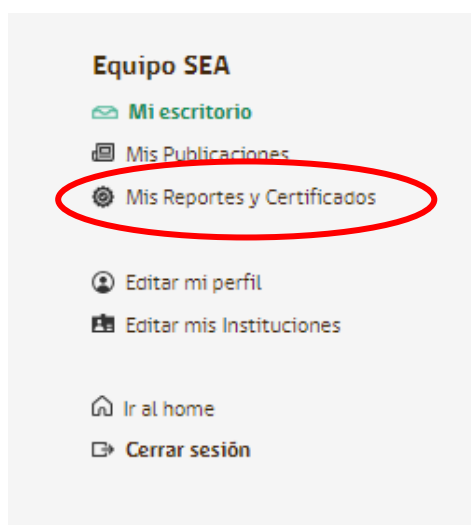 Equipo SEA
Mi escritorio
Mis Publicaciones
Mis Reportes y Certificados
Editar mi perfil
Editar mis Instituciones
Ir al home
Cerrar sesión